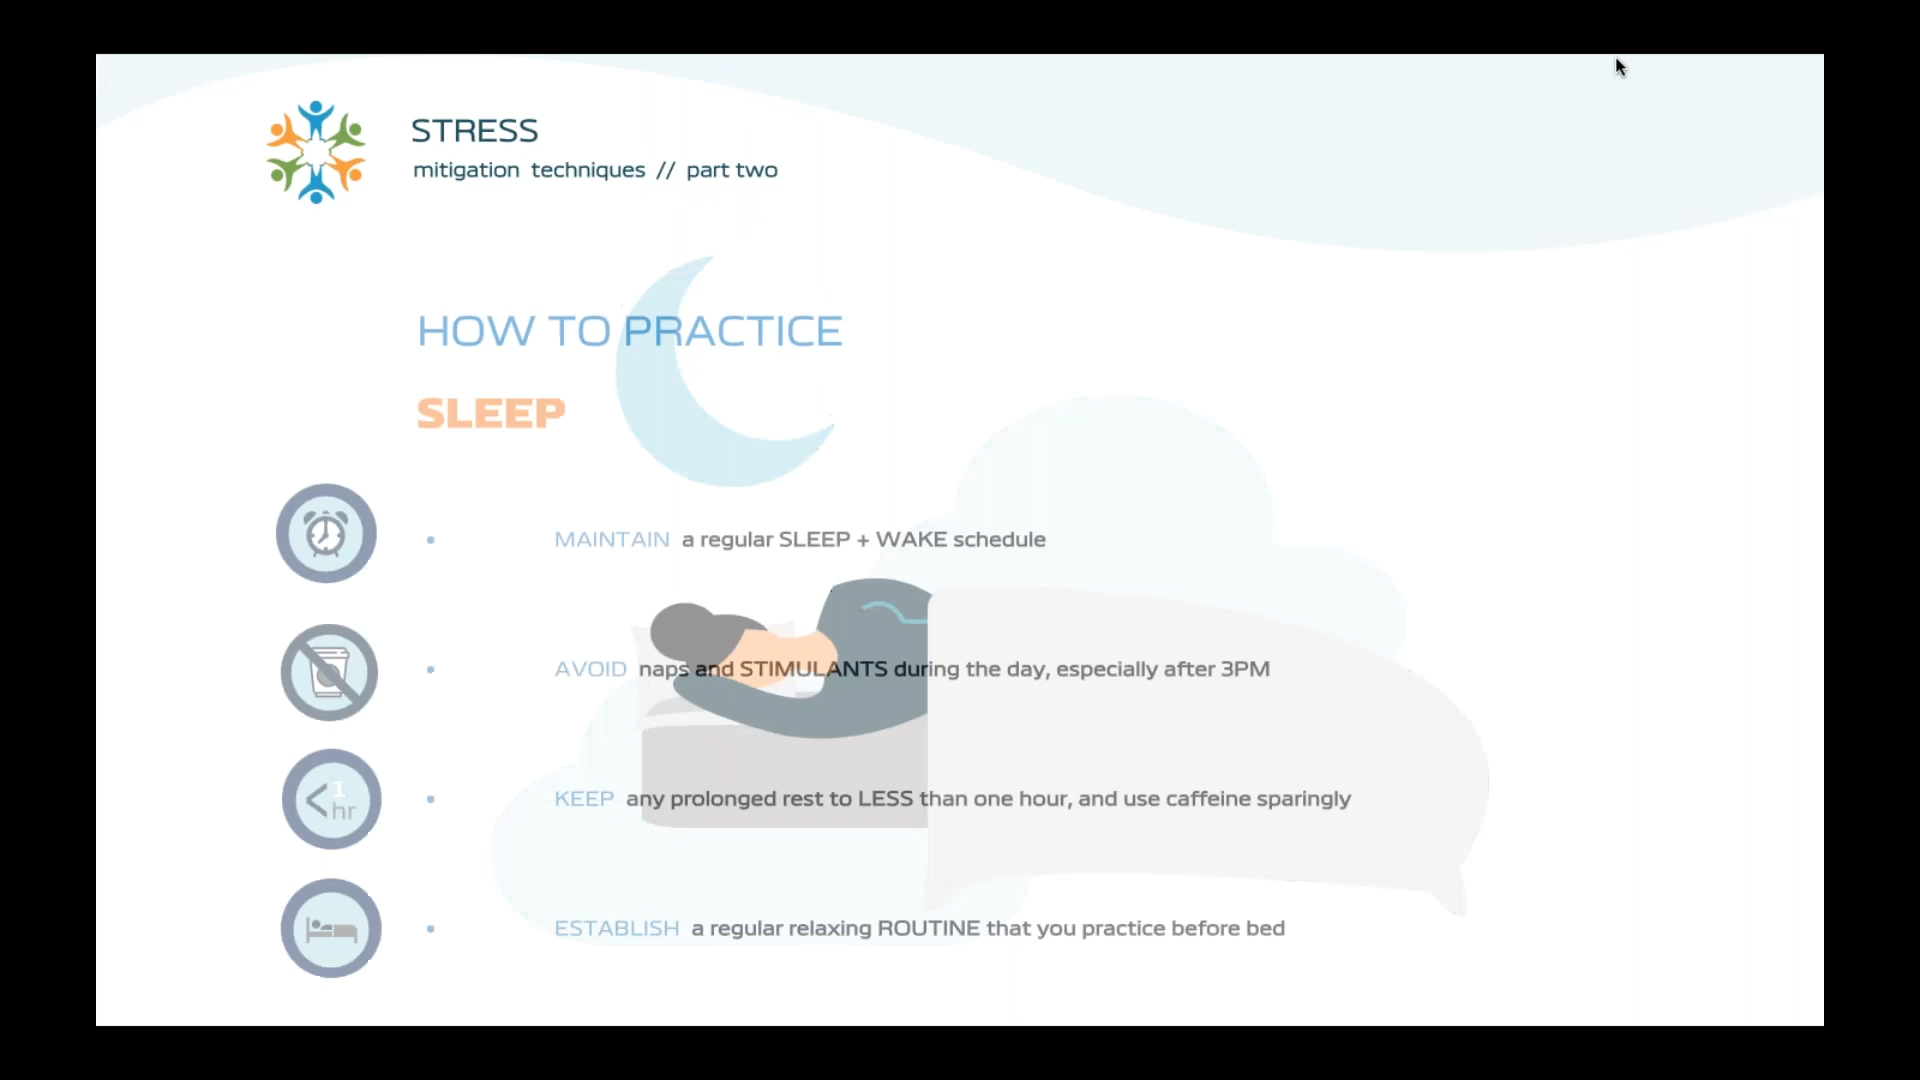 STRESS
mitigation techniques // part two
HOW TO PRACTICE
SLEEP
• MAINTAIN a regular SLEEP + WAKE schedule
• AVOID naps and STIMULANTS during the day, especially after 3PM
<1 hr
• KEEP any prolonged rest to LESS than one hour, and use caffeine sparingly
• ESTABLISH a regular relaxing ROUTINE that you practice before bed